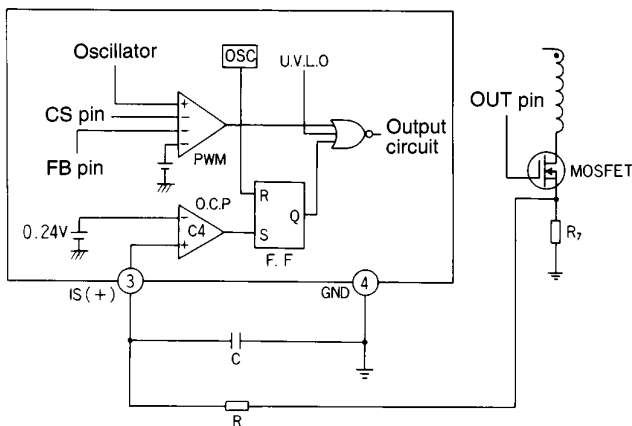 Oscillator
OSC
U.V.L.O
CS pin
FB pin
+
−
−
−
PWM
Output
circuit
OUT pin
MOSFET
O.C.P
0.24V
−
C4
+
R
Q
S
F.F
R7
3
IS(+)
4
GND
C
R